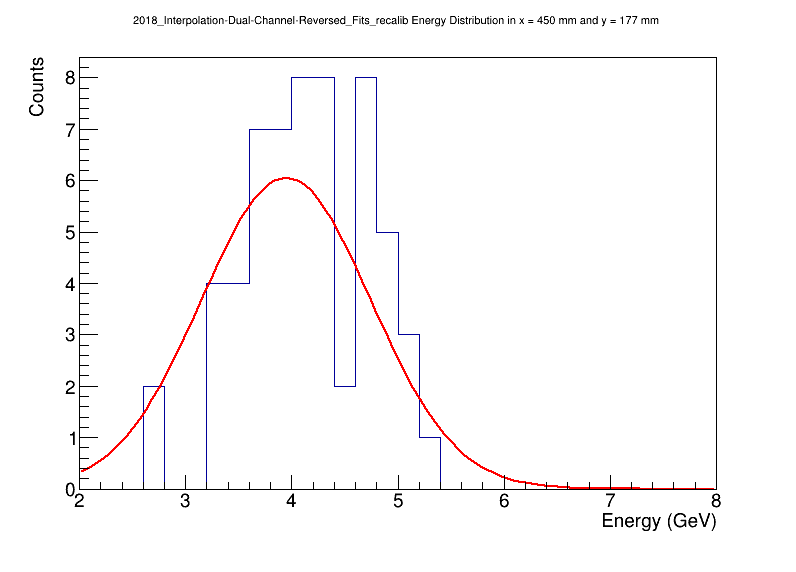 2018_Interpolation-Dual-Channel-Reversed_Fits_recalib Energy Distribution in x = 450 mm and y = 177 mm
Counts
8
7
6
5
4
3
2
1
0
2 3 4 5 6 7 8
Energy (GeV)